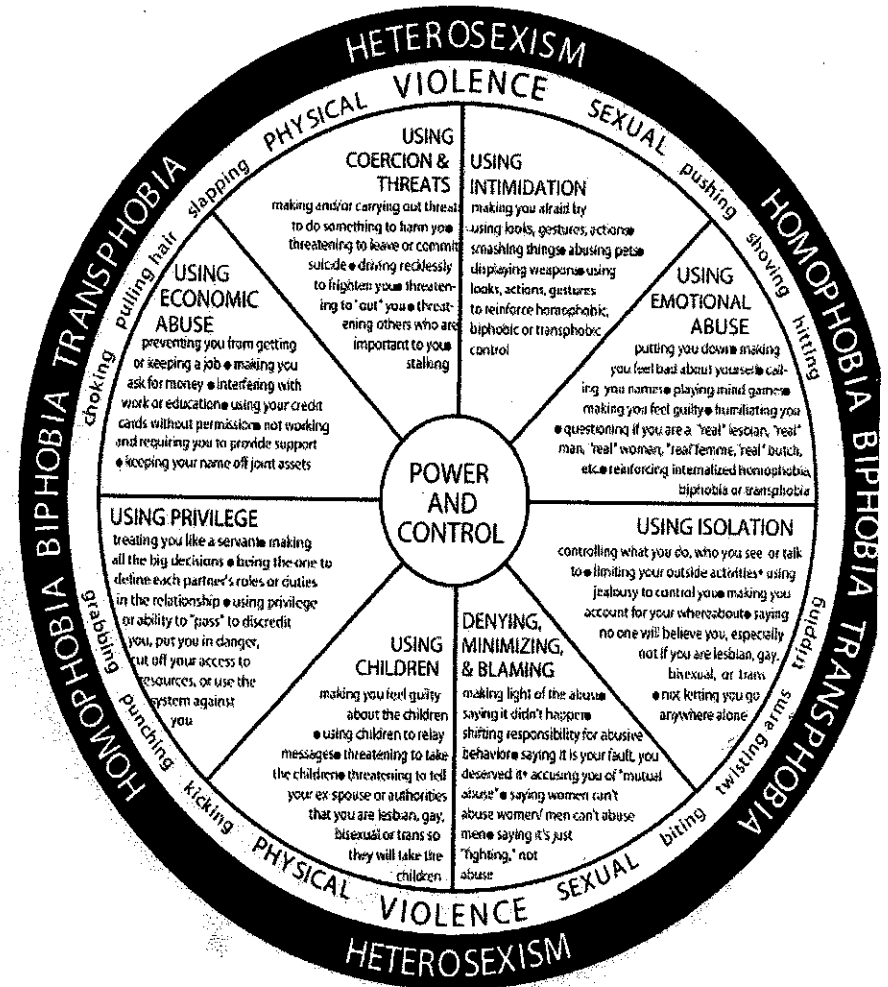 HETEROSEXISM
HOMOPHOBIA BIPHOBIA TRANSPHOBIA
HOMOPHOBIA BIPHOBIA TRANSPHOBIA
HETEROSEXISM
PHYSICAL VIOLENCE SEXUAL
pushing shoving hitting
tripping twisting arms biting
PHYSICAL VIOLENCE SEXUAL
kicking punching grabbing
choking pulling hair slapping
POWER
AND
CONTROL
USING
COERCION &
THREATS
making and/or carrying out threats
to do something to harm you●
threatening to leave or commit
suicide ● driving recklessly
to frighten you● threaten-
ing to "out" you● threat-
ening others who are
important to you●
stalking
USING
INTIMIDATION
making you afraid by
using looks, gestures, actions●
smashing things● abusing pets●
displaying weapons● using
looks, actions, gestures
to reinforce homophobic,
biphobic or transphobic
control
USING
EMOTIONAL
ABUSE
putting you down● making
you feel bad about yourself● call-
ing you names● playing mind games●
making you feel guilty● humiliating you
● questioning if you are a "real" lesbian, "real"
man, "real" woman, "real" femme, "real" butch,
etc.● reinforcing internalized homophobia,
biphobia or transphobia
USING ISOLATION
controlling what you do, who you see or talk
to● limiting your outside activities● using
jealousy to control you● making you
account for your whereabouts● saying
no one will believe you, especially
not if you are lesbian, gay,
bisexual, or trans
● not letting you go
anywhere alone
DENYING,
MINIMIZING,
& BLAMING
making light of the abuse●
saying it didn't happen●
shifting responsibility for abusive
behavior● saying it is your fault, you
deserved it● accusing you of "mutual
abuse"● saying women can't
abuse women/ men can't abuse
men● saying it's just
"fighting," not
abuse
USING
CHILDREN
making you feel guilty
about the children
● using children to relay
messages● threatening to take
the children● threatening to tell
your ex-spouse or authorities
that you are lesbian, gay,
bisexual or trans so
they will take the
children
USING PRIVILEGE
treating you like a servant● making
all the big decisions ● being the one to
define each partner's roles or duties
in the relationship ● using privilege
or ability to "pass" to discredit
you, put you in danger,
cut off your access to
resources, or use the
system against
you
USING
ECONOMIC
ABUSE
preventing you from getting
or keeping a job ● making you
ask for money ● interfering with
work or education● using your credit
cards without permission● not working
and requiring you to provide support
● keeping your name off joint assets